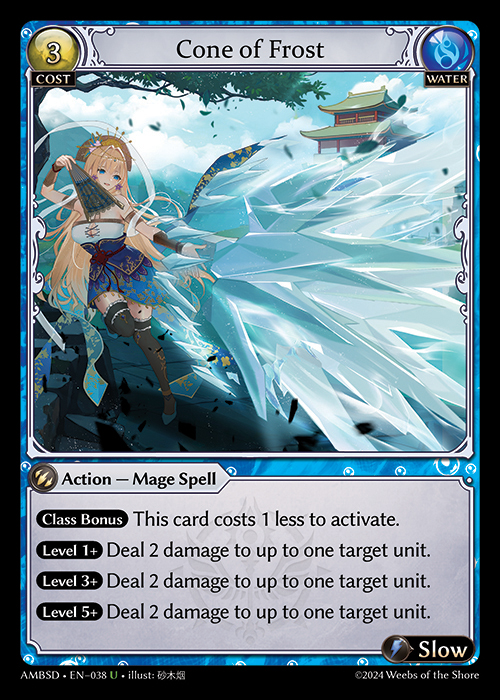 3
Cone of Frost
COST
WATER
Action — Mage Spell
Class Bonus This card costs 1 less to activate.
Level 1+ Deal 2 damage to up to one target unit.
Level 3+ Deal 2 damage to up to one target unit.
Level 5+ Deal 2 damage to up to one target unit.
Slow
AMBSD • EN-038 U • illust: 砂木烟
©2024 Weebs of the Shore